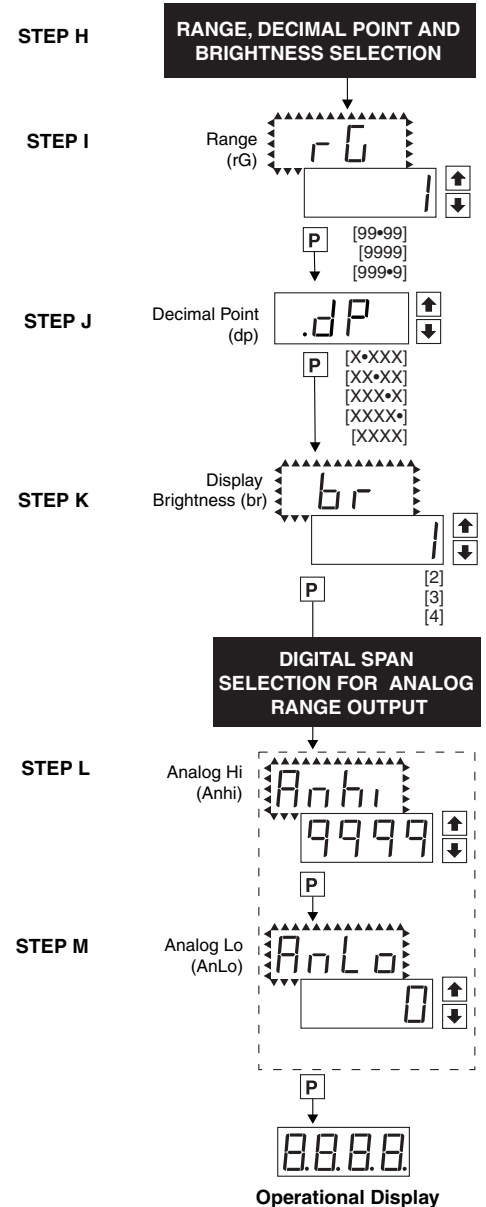 STEP H
RANGE, DECIMAL POINT AND
BRIGHTNESS SELECTION
STEP I
Range
(rG)
rG
1
P
[99•99]
[9999]
[999•9]
STEP J
Decimal Point
(dp)
.dP
P
[X•XXX]
[XX•XX]
[XXX•X]
[XXXX•]
[XXXX]
STEP K
Display
Brightness (br)
br
1
P
[2]
[3]
[4]
DIGITAL SPAN
SELECTION FOR ANALOG
RANGE OUTPUT
STEP L
Analog Hi
(Anhi)
Anhi
9999
P
STEP M
Analog Lo
(AnLo)
AnLo
0
P
8.8.8.8.
Operational Display